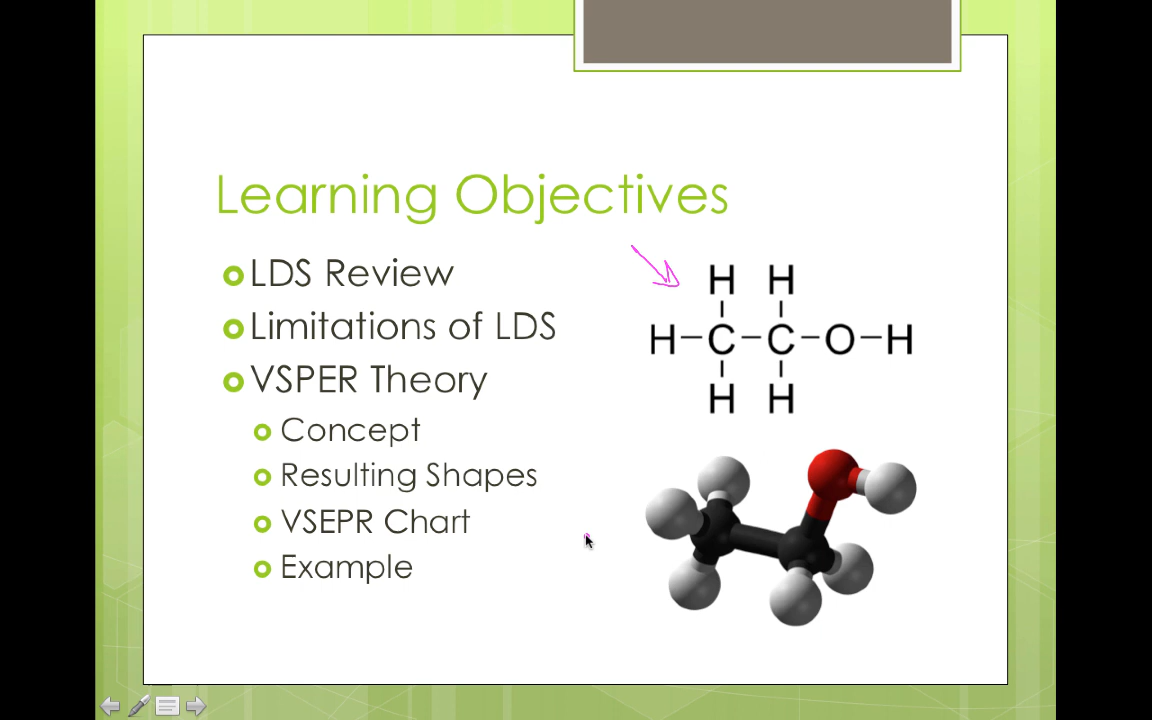 Learning Objectives
LDS Review
Limitations of LDS
VSPER Theory
Concept
Resulting Shapes
VSEPR Chart
Example
H H
H–C–C–O–H
H H